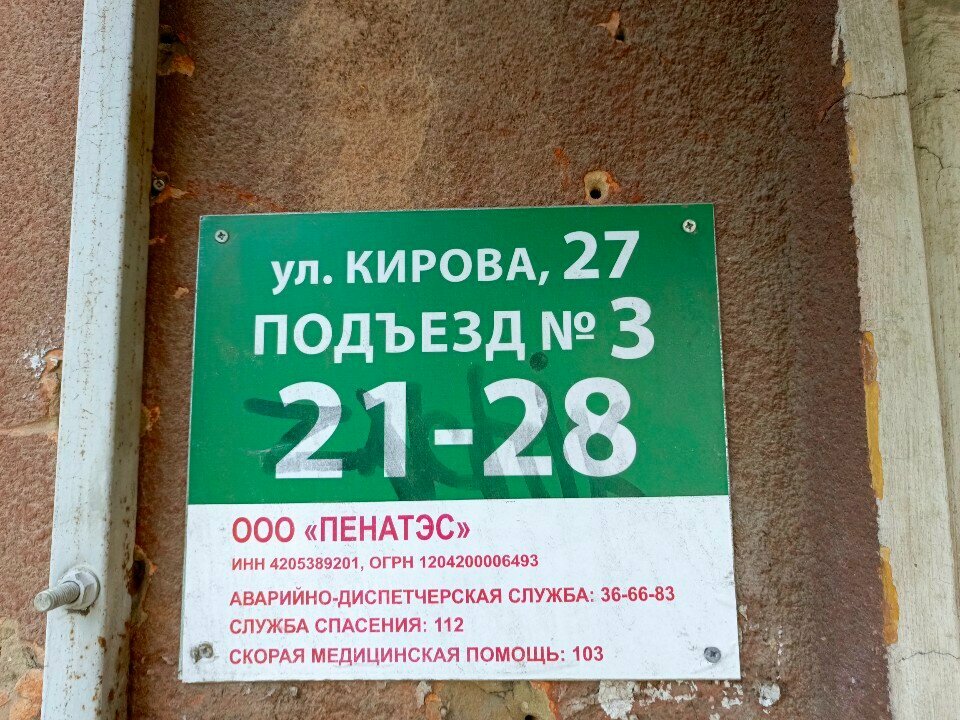 ул. КИРОВА, 27
ПОДЪЕЗД № 3
21-28
ООО «ПЕНАТЭС»
ИНН 4205389201, ОГРН 1204200006493
АВАРИЙНО-ДИСПЕТЧЕРСКАЯ СЛУЖБА: 36-66-83
СЛУЖБА СПАСЕНИЯ: 112
СКОРАЯ МЕДИЦИНСКАЯ ПОМОЩЬ: 103